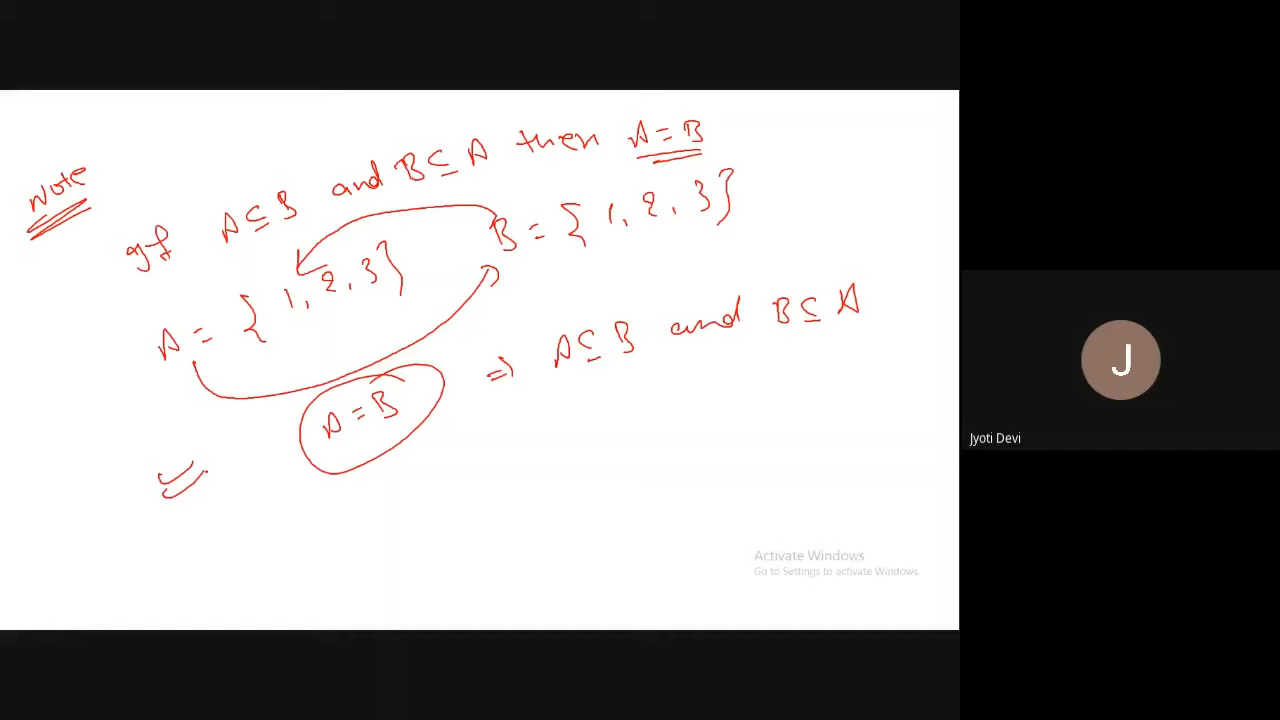 Note
If A ⊆ B and B ⊆ A then A = B
A = { 1, 2, 3 } B = { 1, 2, 3 }
A = B ⇒ A ⊆ B and B ⊆ A
Activate Windows
Go to Settings to activate Windows.
J
Jyoti Devi